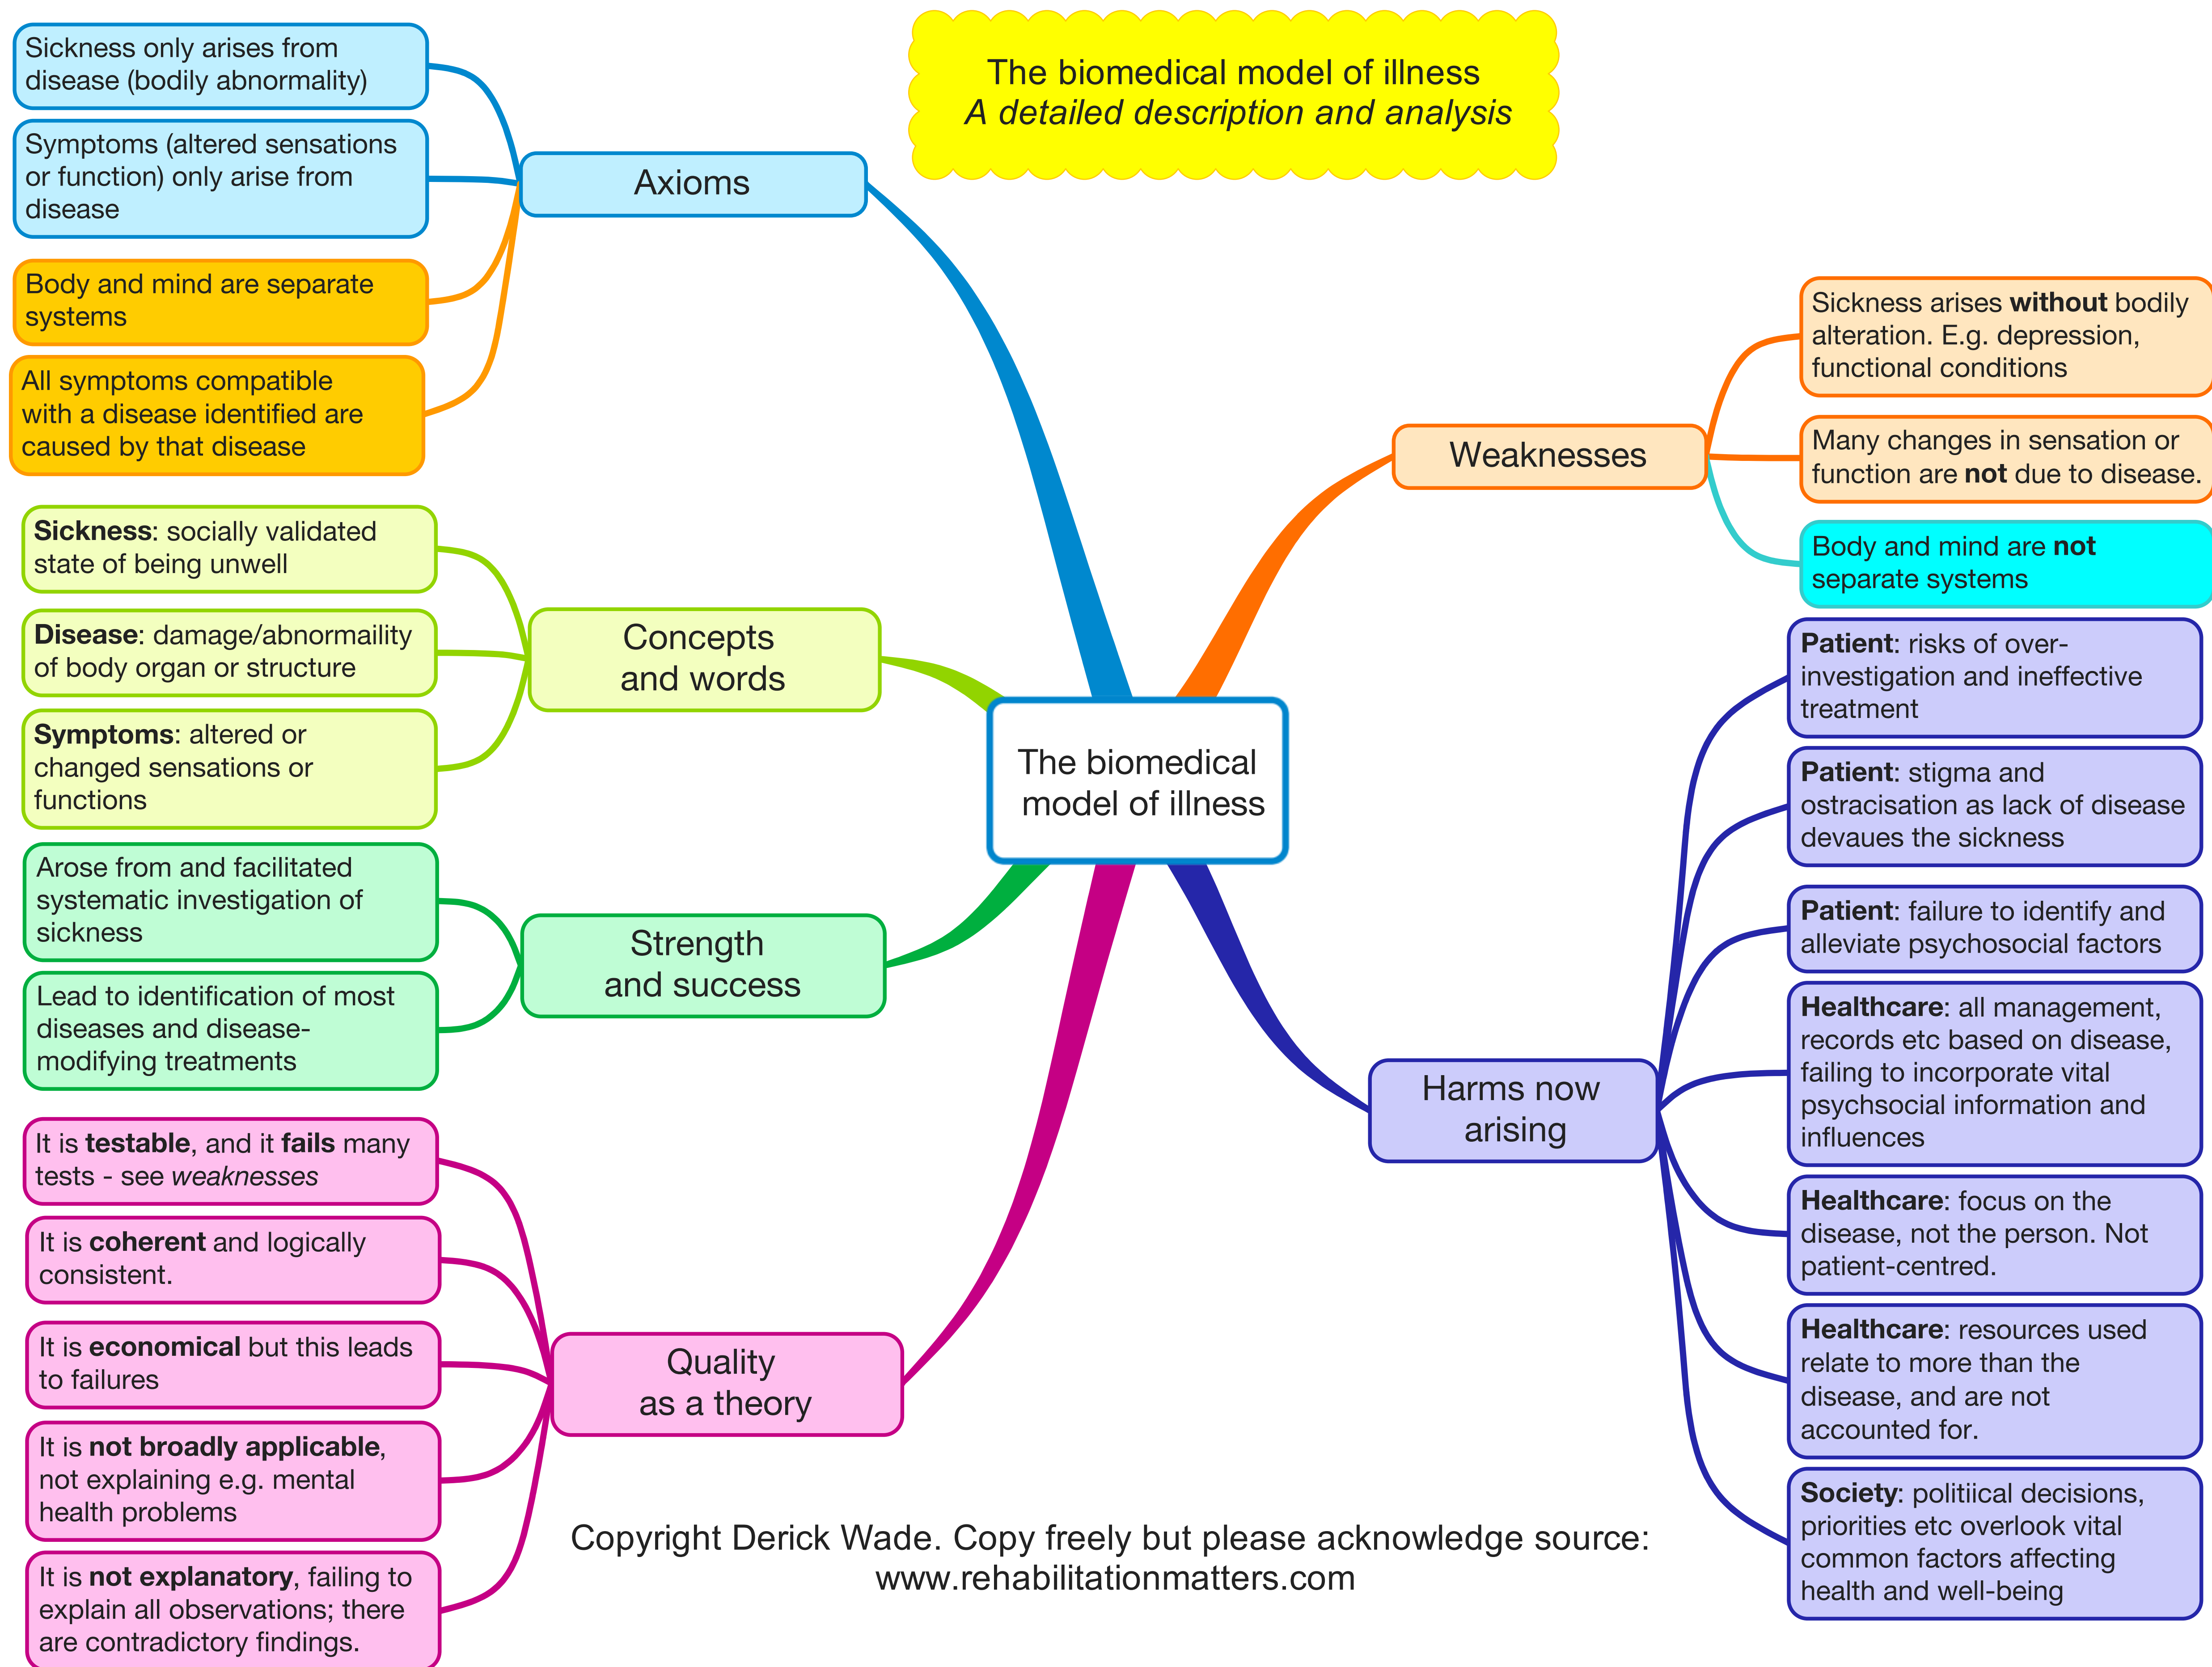 The biomedical model of illness
A detailed description and analysis
Sickness only arises from
disease (bodily abnormality)
Symptoms (altered sensations
or function) only arise from
disease
Body and mind are separate
systems
All symptoms compatible
with a disease identified are
caused by that disease
Axioms
Sickness: socially validated
state of being unwell
Disease: damage/abnormaility
of body organ or structure
Symptoms: altered or
changed sensations or
functions
Concepts
and words
Arose from and facilitated
systematic investigation of
sickness
Lead to identification of most
diseases and disease-
modifying treatments
Strength
and success
It is testable, and it fails many
tests - see weaknesses
It is coherent and logically
consistent.
It is economical but this leads
to failures
It is not broadly applicable,
not explaining e.g. mental
health problems
It is not explanatory, failing to
explain all observations; there
are contradictory findings.
Quality
as a theory
The biomedical
model of illness
Weaknesses
Sickness arises without bodily
alteration. E.g. depression,
functional conditions
Many changes in sensation or
function are not due to disease.
Body and mind are not
separate systems
Harms now
arising
Patient: risks of over-
investigation and ineffective
treatment
Patient: stigma and
ostracisation as lack of disease
devaues the sickness
Patient: failure to identify and
alleviate psychosocial factors
Healthcare: all management,
records etc based on disease,
failing to incorporate vital
psychsocial information and
influences
Healthcare: focus on the
disease, not the person. Not
patient-centred.
Healthcare: resources used
relate to more than the
disease, and are not
accounted for.
Society: politiical decisions,
priorities etc overlook vital
common factors affecting
health and well-being
Copyright Derick Wade. Copy freely but please acknowledge source:
www.rehabilitationmatters.com